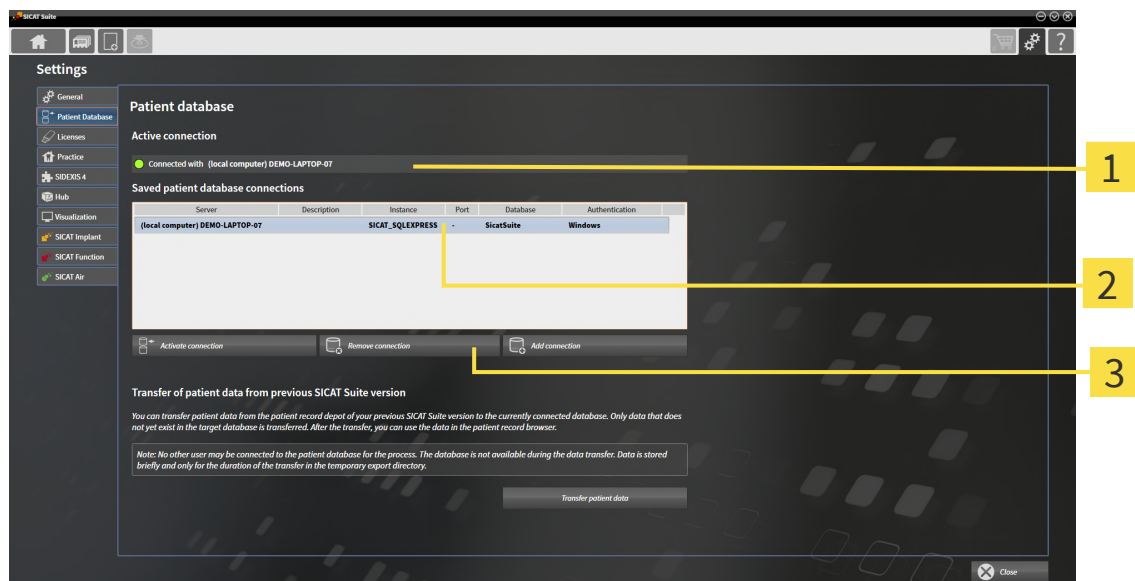 SICAT Suite
?
Settings
General
Patient Database
Licenses
Practice
SIDEXIS 4
Hub
Visualization
SICAT Implant
SICAT Function
SICAT Air
Patient database
Active connection
Connected with (local computer) DEMO-LAPTOP-07
Saved patient database connections
Server Description Instance Port Database Authentication
(local computer) DEMO-LAPTOP-07 SICAT_SQLEXPRESS - SicatSuite Windows
Activate connection Remove connection Add connection
Transfer of patient data from previous SICAT Suite version
You can transfer patient data from the patient record depot of your previous SICAT Suite version to the currently connected database. Only data that does
not yet exist in the target database is transferred. After the transfer, you can use the data in the patient record browser.
Note: No other user may be connected to the patient database for the process. The database is not available during the data transfer. Data is stored
briefly and only for the duration of the transfer in the temporary export directory.
Transfer patient data
Close
1
2
3